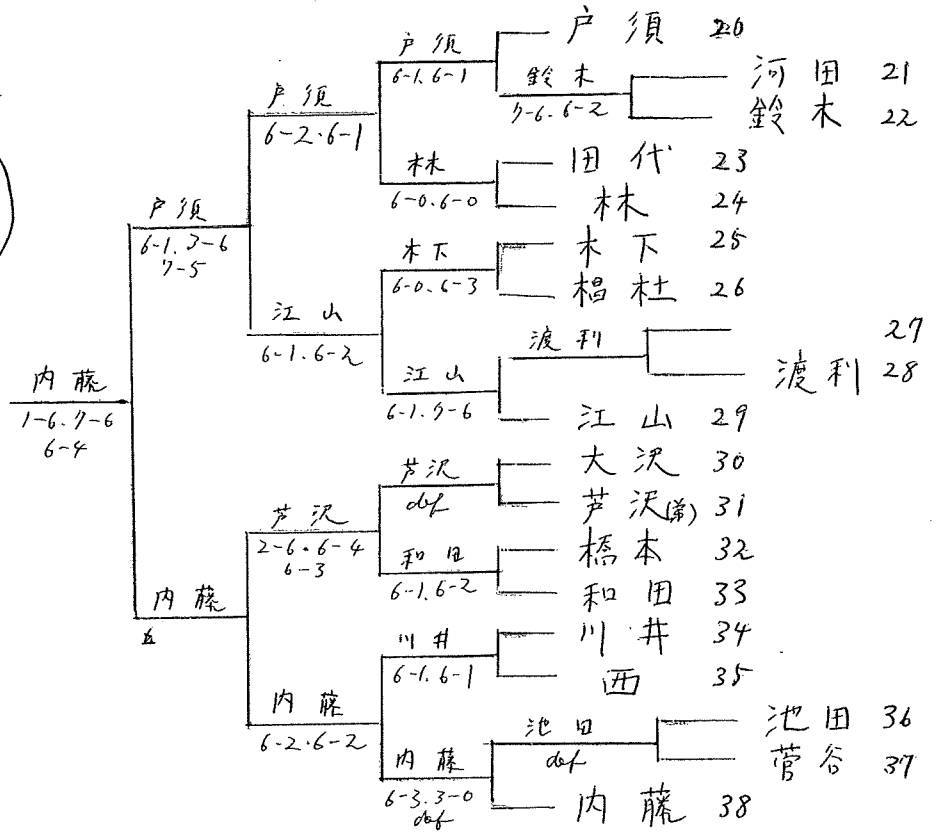 戸須 20
戸須
6-1. 6-1
鈴木
7-6. 6-2
河田 21
鈴木 22
戸須
6-2. 6-1
林
6-0. 6-0
田代 23
林 24
戸須
6-1. 3-6
7-5
木下
6-0. 6-3
木下 25
椙杜 26
江山
6-1. 6-2
渡利
27
渡利 28
江山
6-1. 7-6
江山 29
内藤
1-6. 7-6
6-4
芦沢
def
大沢 30
芦沢 31
芦沢
2-6. 6-4
6-3
和田
6-1. 6-2
橋本 32
和田 33
内藤
川井
6-1. 6-1
川井 34
西 35
内藤
6-2. 6-2
池田
def
池田 36
菅谷 37
内藤
6-3. 3-0
def
内藤 38